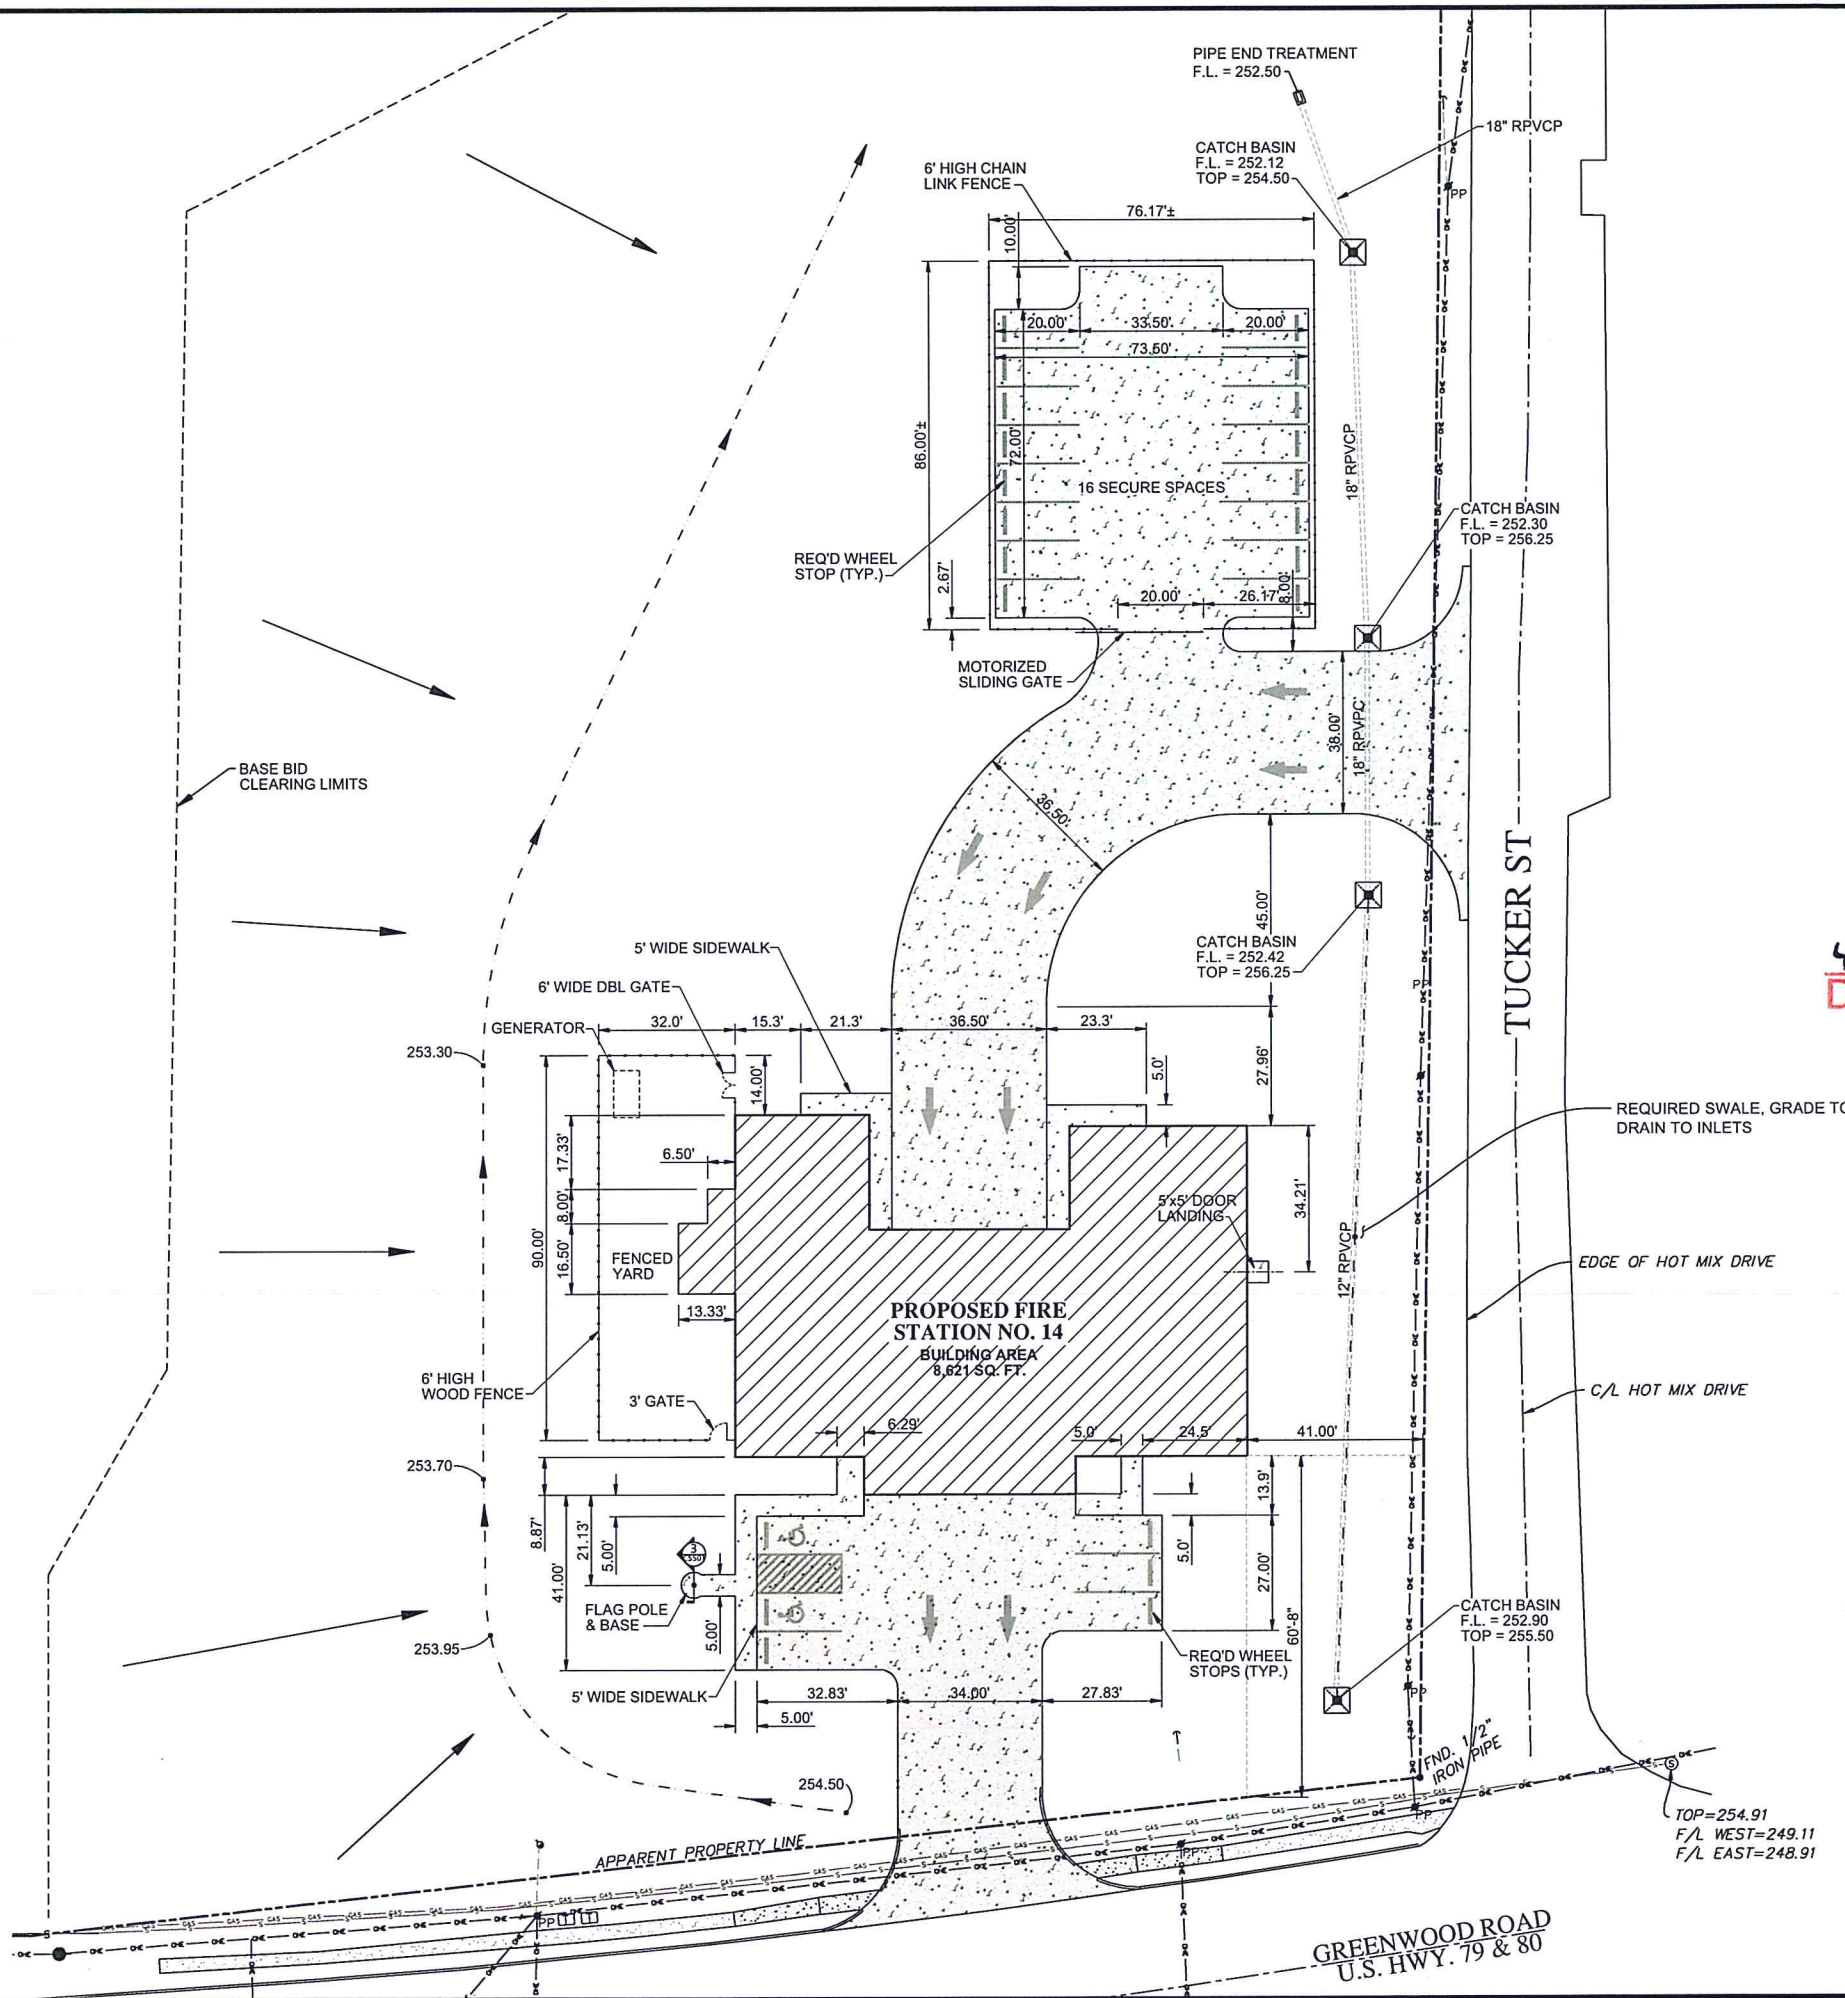 PIPE END TREATMENT
F.L. = 252.50
18" RPVCP
CATCH BASIN
F.L. = 252.12
TOP = 254.50
PP
6' HIGH CHAIN
LINK FENCE
76.17'±
10.00'
20.00'
33.50'
20.00'
73.50'
86.00'±
72.00'
18" RPVCP
16 SECURE SPACES
CATCH BASIN
F.L. = 252.30
TOP = 256.25
REQ'D WHEEL
STOP (TYP.)
2.67'
20.00'
26.17'
8.00'
MOTORIZED
SLIDING GATE
38.00'
18" RPVPC'
BASE BID
CLEARING LIMITS
36.50'
TUCKER ST
45.00'
5' WIDE SIDEWALK
CATCH BASIN
F.L. = 252.42
TOP = 256.25
6' WIDE DBL GATE
PP
GENERATOR
32.0'
15.3'
21.3'
36.50'
23.3'
253.30
14.00'
5.0'
27.96'
REQUIRED SWALE, GRADE TO
DRAIN TO INLETS
17.33'
6.50'
8.00'
5'x5' DOOR
LANDING
34.21'
90.00'
16.50'
FENCED
YARD
12" RPVCP
EDGE OF HOT MIX DRIVE
13.33'
PROPOSED FIRE
STATION NO. 14
BUILDING AREA
8,621 SQ. FT.
6' HIGH
WOOD FENCE
C/L HOT MIX DRIVE
3' GATE
6.29'
5.0'
24.5'
41.00'
253.70
8.87'
13.9'
21.13'
5.00'
41.00'
3
CS501
5.0'
27.00'
FLAG POLE
& BASE
5.00'
60'-8"
CATCH BASIN
F.L. = 252.90
TOP = 255.50
253.95
REQ'D WHEEL
STOPS (TYP.)
5' WIDE SIDEWALK
32.83'
34.00'
27.83'
PP
5.00'
FND. 1/2"
IRON PIPE
254.50
S
PP
TOP=254.91
F/L WEST=249.11
F/L EAST=248.91
APPARENT PROPERTY LINE
PP
PP T T
GREENWOOD ROAD
U.S. HWY. 79 & 80